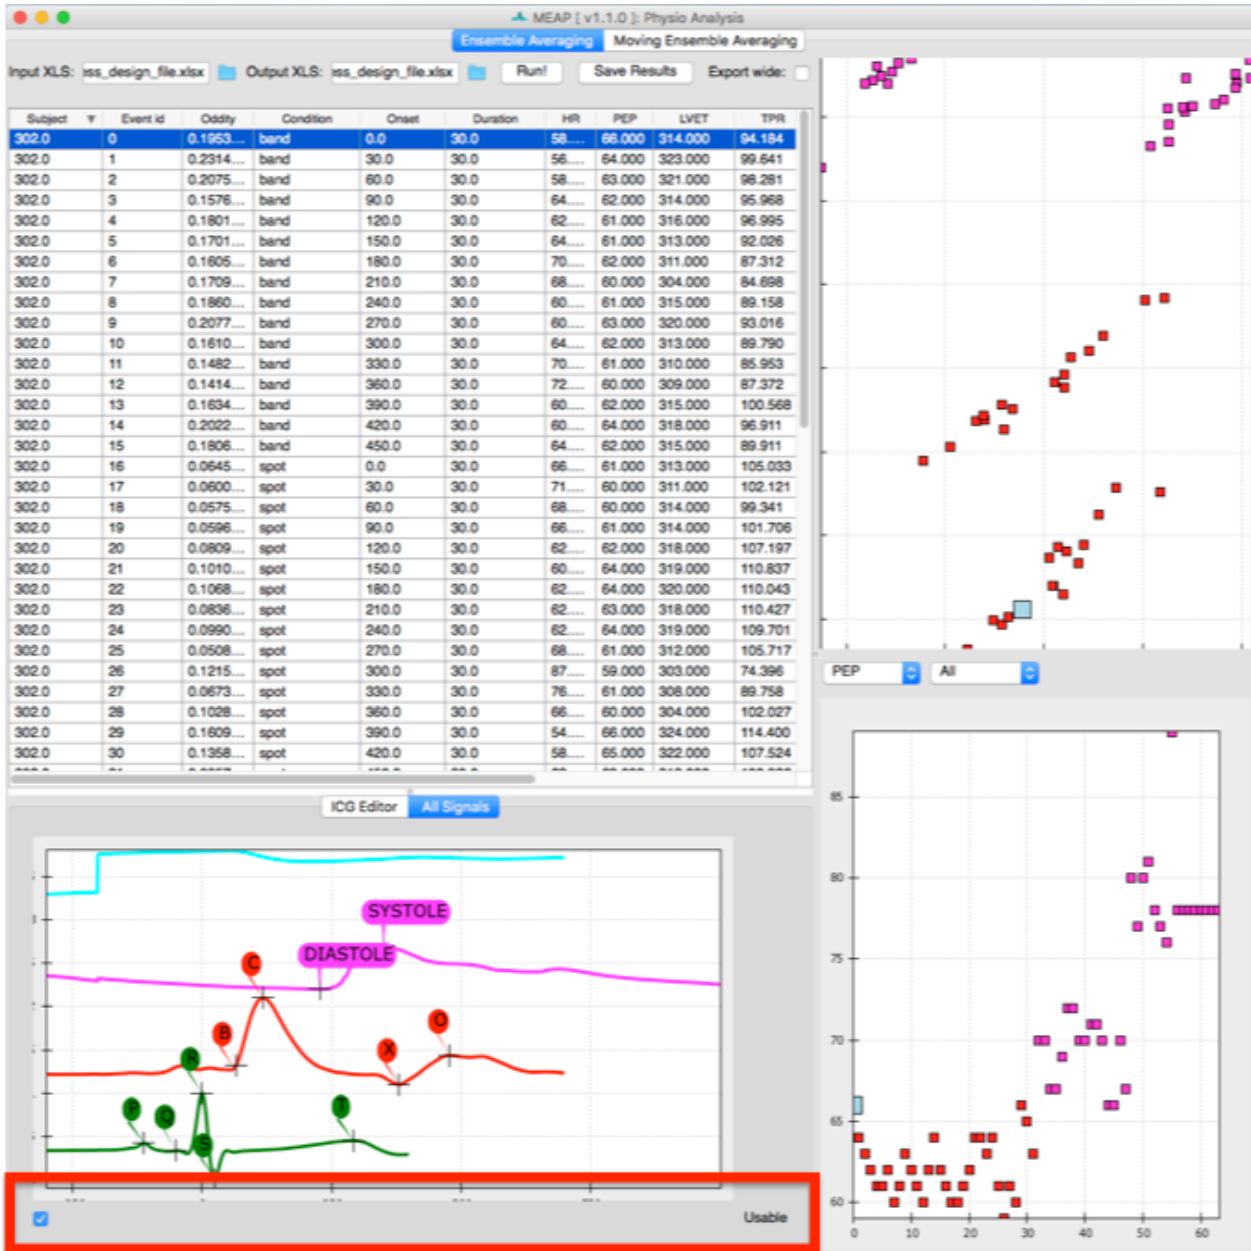 MEAP [ v1.1.0 ]: Physio Analysis
Ensemble Averaging Moving Ensemble Averaging
Input XLS: ess_design_file.xlsx Output XLS: ess_design_file.xlsx Run! Save Results Export wide:
Subject Event id Oddity Condition Onset Duration HR PEP LVET TPR
302.0 0 0.1953... band 0.0 30.0 58.... 66.000 314.000 94.184
302.0 1 0.2314... band 30.0 30.0 56.... 64.000 323.000 99.641
302.0 2 0.2075... band 60.0 30.0 58.... 63.000 321.000 98.281
302.0 3 0.1576... band 90.0 30.0 64.... 62.000 314.000 95.968
302.0 4 0.1801... band 120.0 30.0 62.... 61.000 316.000 96.995
302.0 5 0.1701... band 150.0 30.0 64.... 61.000 313.000 92.026
302.0 6 0.1605... band 180.0 30.0 70.... 62.000 311.000 87.312
302.0 7 0.1709... band 210.0 30.0 68.... 60.000 304.000 84.698
302.0 8 0.1860... band 240.0 30.0 60.... 61.000 315.000 89.158
302.0 9 0.2077... band 270.0 30.0 60.... 63.000 320.000 93.016
302.0 10 0.1610... band 300.0 30.0 64.... 62.000 313.000 89.790
302.0 11 0.1482... band 330.0 30.0 70.... 61.000 310.000 85.953
302.0 12 0.1414... band 360.0 30.0 72.... 60.000 309.000 87.372
302.0 13 0.1634... band 390.0 30.0 60.... 62.000 315.000 100.568
302.0 14 0.2022... band 420.0 30.0 60.... 64.000 318.000 96.911
302.0 15 0.1806... band 450.0 30.0 64.... 62.000 315.000 89.911
302.0 16 0.0645... spot 0.0 30.0 66.... 61.000 313.000 105.033
302.0 17 0.0600... spot 30.0 30.0 71.... 60.000 311.000 102.121
302.0 18 0.0575... spot 60.0 30.0 68.... 60.000 314.000 99.341
302.0 19 0.0596... spot 90.0 30.0 66.... 61.000 314.000 101.706
302.0 20 0.0809... spot 120.0 30.0 62.... 62.000 318.000 107.197
302.0 21 0.1010... spot 150.0 30.0 60.... 64.000 319.000 110.837
302.0 22 0.1068... spot 180.0 30.0 62.... 64.000 320.000 110.043
302.0 23 0.0836... spot 210.0 30.0 62.... 63.000 318.000 110.427
302.0 24 0.0990... spot 240.0 30.0 62.... 64.000 319.000 109.701
302.0 25 0.0508... spot 270.0 30.0 68.... 61.000 312.000 105.717
302.0 26 0.1215... spot 300.0 30.0 87.... 59.000 303.000 74.396
302.0 27 0.0673... spot 330.0 30.0 76.... 61.000 308.000 89.758
302.0 28 0.1028... spot 360.0 30.0 66.... 60.000 304.000 102.027
302.0 29 0.1609... spot 390.0 30.0 54.... 66.000 324.000 114.400
302.0 30 0.1358... spot 420.0 30.0 58.... 65.000 322.000 107.524
PEP All
ICG Editor All Signals
SYSTOLE
DIASTOLE
C
B
X
O
R
P
Q
S
T
Usable
85
80
75
70
65
60
0 10 20 30 40 50 60